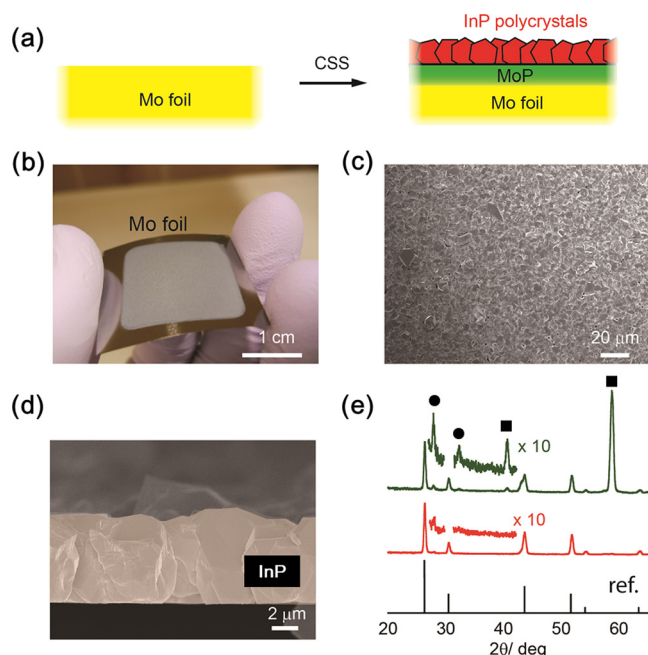 (a)
InP polycrystals
CSS
MoP
Mo foil
Mo foil
(b)
Mo foil
1 cm
(c)
20 μm
(d)
InP
2 μm
(e)
x 10
x 10
ref.
20 30 40 50 60
2θ/ deg